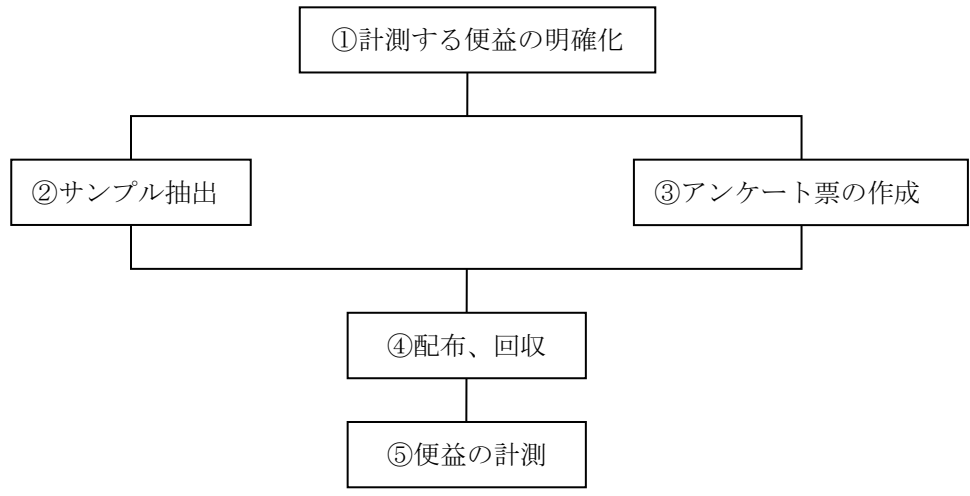 ①計測する便益の明確化
②サンプル抽出
③アンケート票の作成
④配布、回収
⑤便益の計測